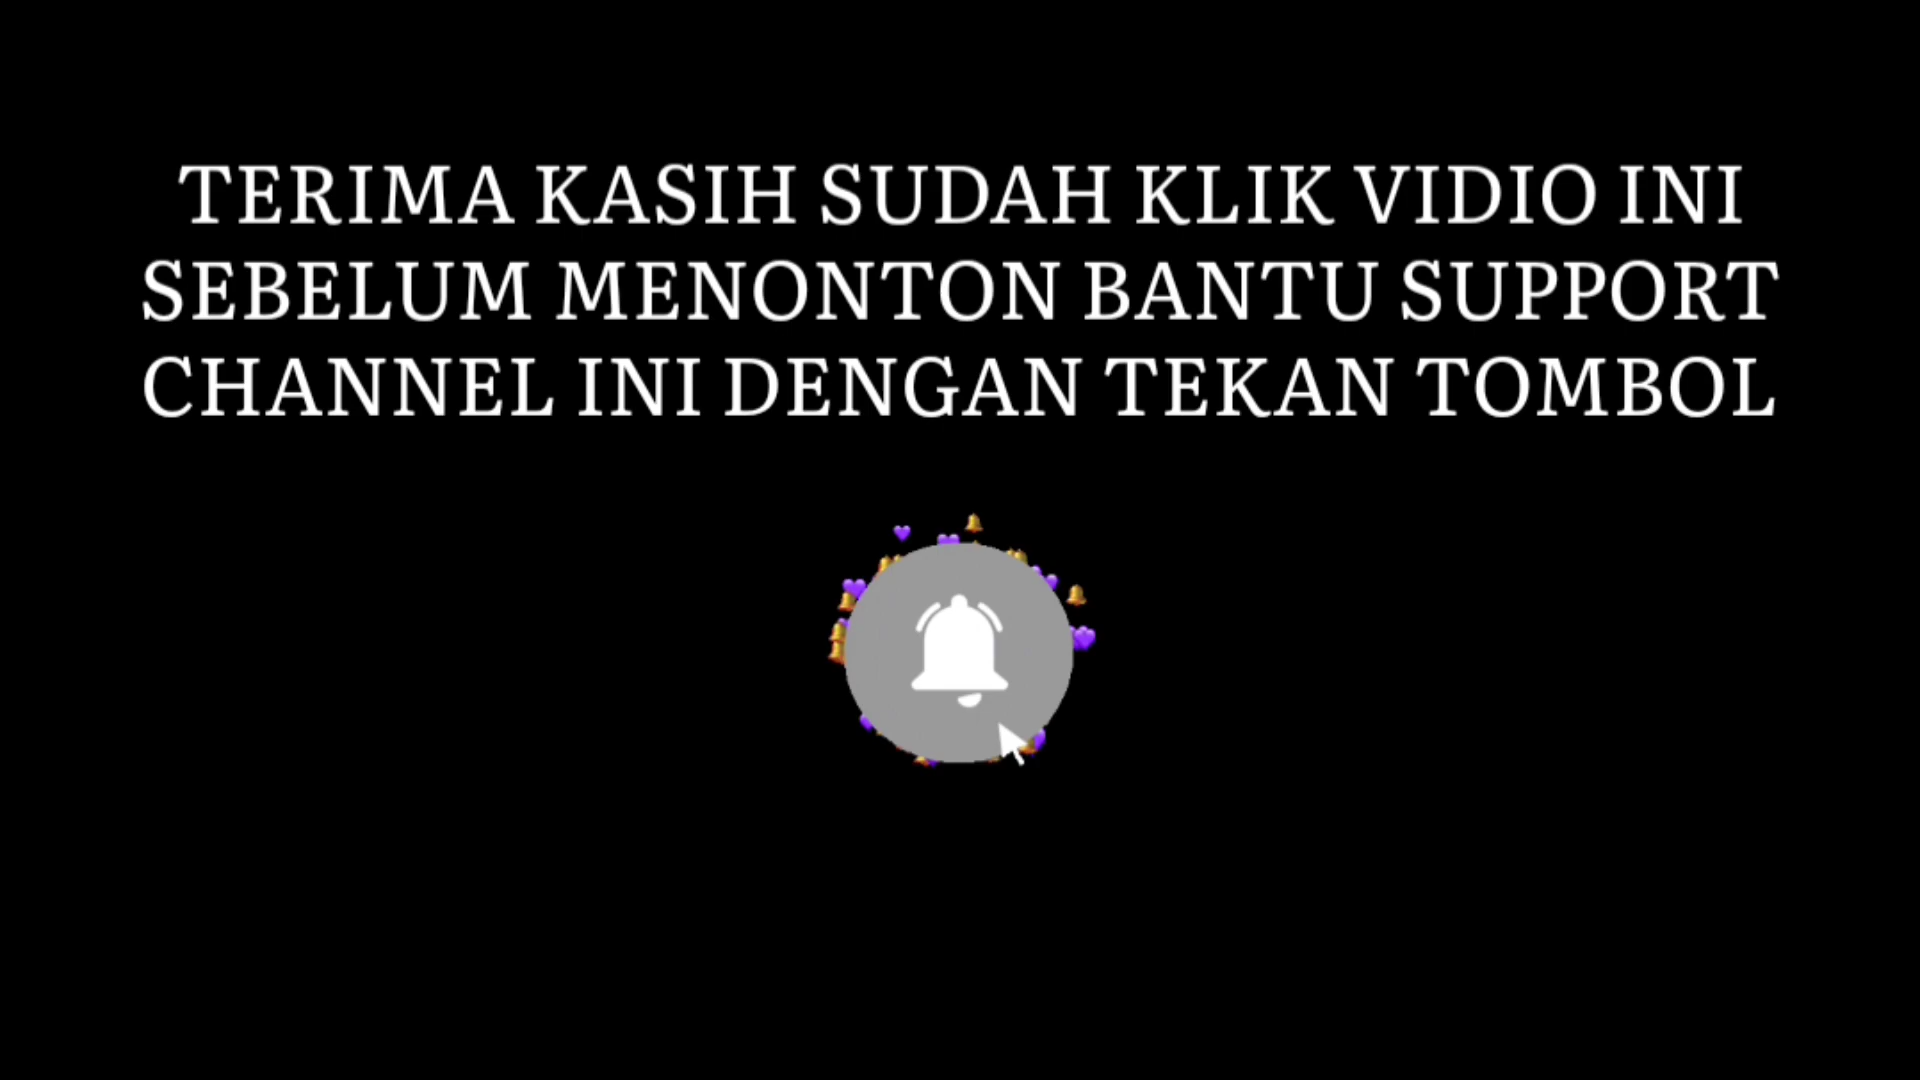 TERIMA KASIH SUDAH KLIK VIDIO INI
SEBELUM MENONTON BANTU SUPPORT
CHANNEL INI DENGAN TEKAN TOMBOL